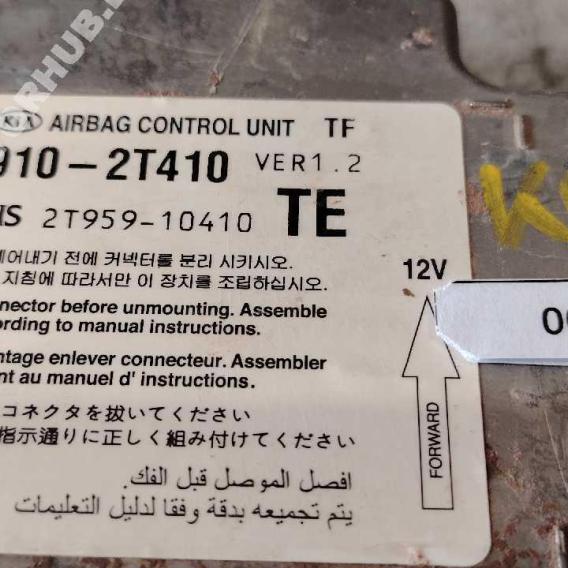 KIA AIRBAG CONTROL UNIT TF
910-2T410 VER1.2
HS 2T959-10410 TE
어내기 전에 커넥터를 분리 시키시오.
지침에 따라서만 이 장치를 조립하십시오.
12V
nnector before unmounting. Assemble
ording to manual instructions.
ntage enlever connecteur. Assembler
nt au manuel d' instructions.
コネクタを抜いてください
指示通りに正しく組み付けてください
افصل الموصل قبل الفك.
يتم تجميعه بدقة وفقا لدليل التعليمات
FORWARD